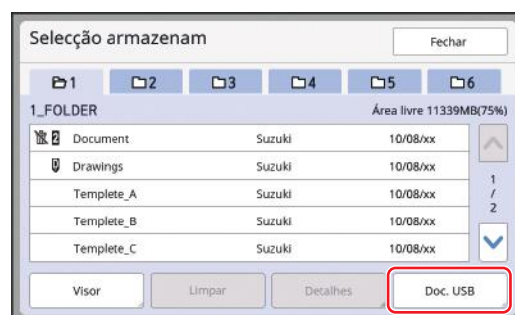 Selecção armazenam
Fechar
1 2 3 4 5 6
1_FOLDER Área livre 11339MB(75%)
2 Document Suzuki 10/08/xx
Drawings Suzuki 10/08/xx
Templete_A Suzuki 10/08/xx
Templete_B Suzuki 10/08/xx
Templete_C Suzuki 10/08/xx
1
/
2
Visor Limpar Detalhes Doc. USB